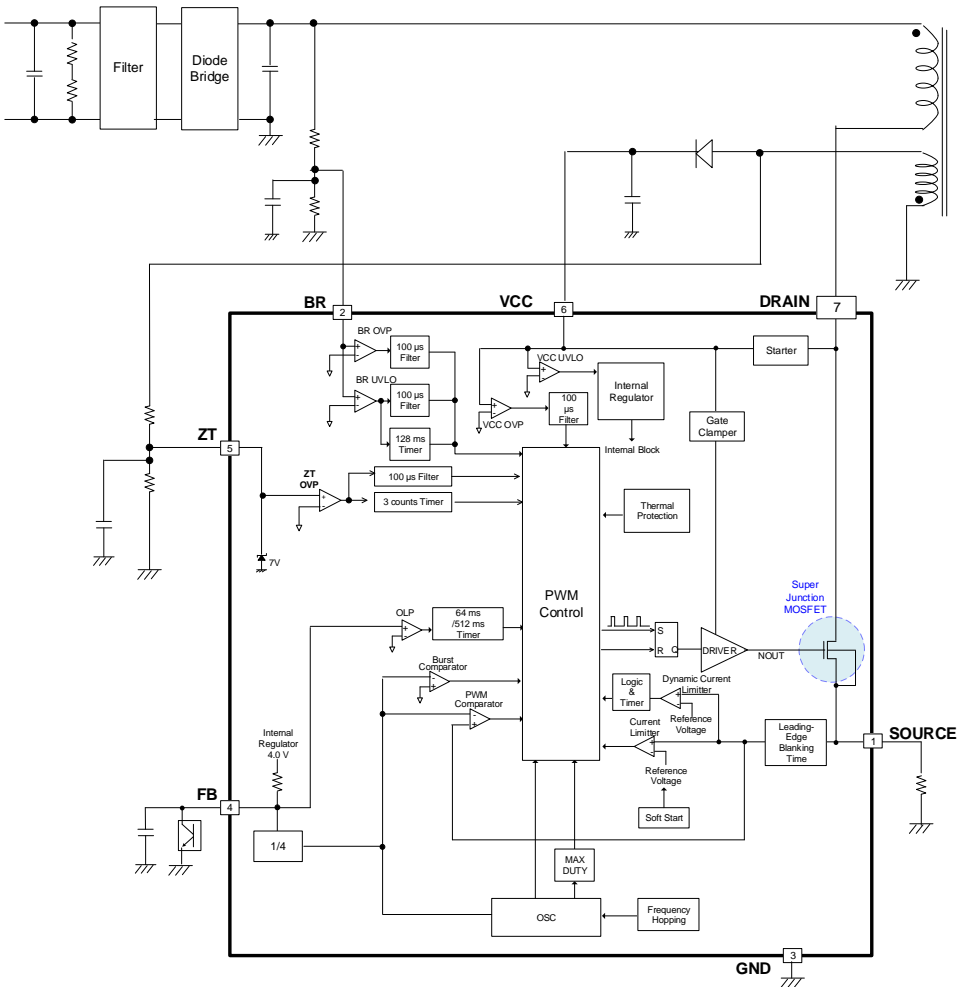 Filter
Diode
Bridge
BR
VCC
DRAIN
2
6
7
BR OVP
100 µs
Filter
BR UVLO
100 µs
Filter
128 ms
Timer
VCC UVLO
VCC OVP
100
µs
Filter
Internal
Regulator
Internal Block
Starter
Gate
Clamper
ZT
5
ZT
OVP
100 µs Filter
3 counts Timer
7V
Thermal
Protection
PWM
Control
Super
Junction
MOSFET
OLP
64 ms
/512 ms
Timer
Burst
Comparator
PWM
Comparator
S
R
Q
DRIVER
NOUT
Logic
&
Timer
Dynamic Current
Limitter
Reference
Voltage
Current
Limitter
Reference
Voltage
Soft Start
Leading-
Edge
Blanking
Time
1
SOURCE
Internal
Regulator
4.0 V
FB
4
1/4
MAX
DUTY
OSC
Frequency
Hopping
GND
3
+
-
+
-
+
-
+
-
+
-
+
-
-
+
-
+
+
-
+
-